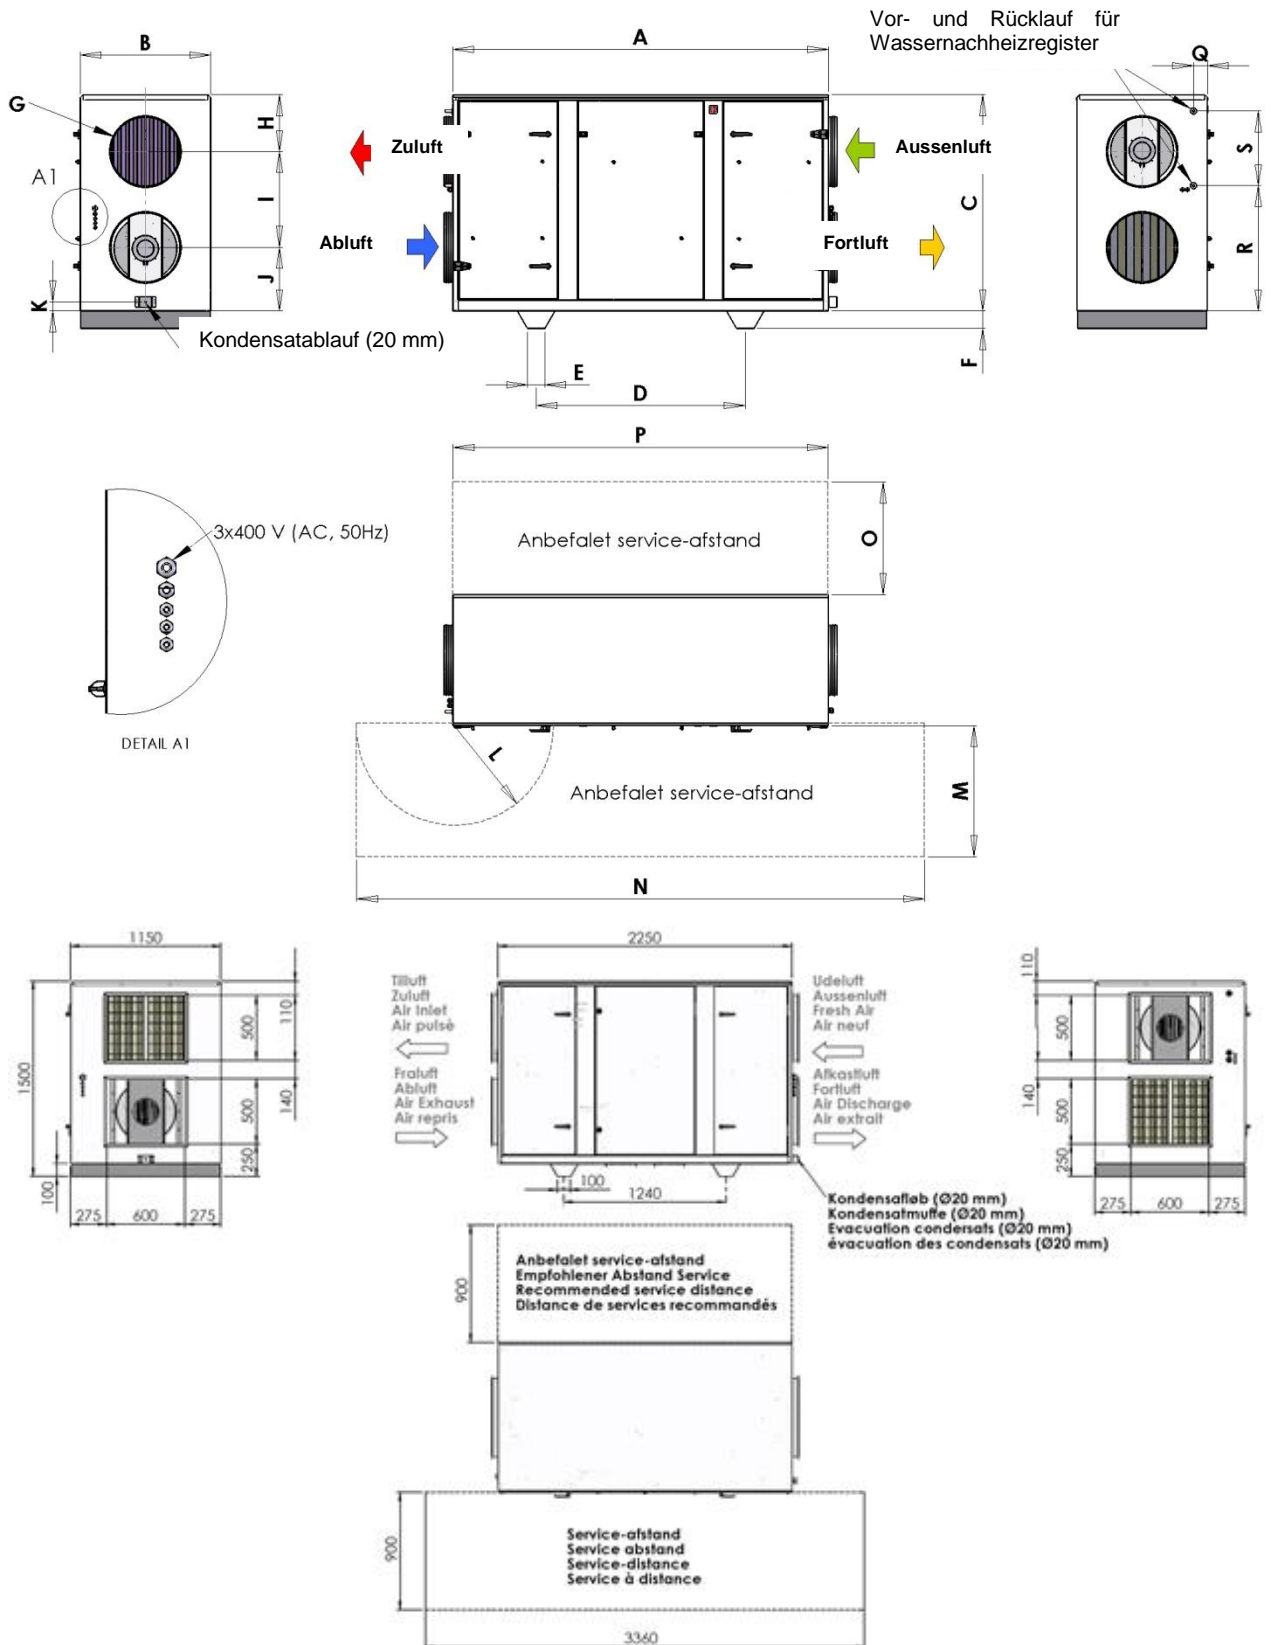 Vor- und Rücklauf für
Wassernachheizregister
B
A
Q
G
H
Zuluft
Aussenluft
S
A1
I
C
Abluft
Fortluft
R
J
K
Kondensatablauf (20 mm)
E
F
D
P
3x400 V (AC, 50Hz)
Anbefalet service-afstand
O
DETAIL A1
L
Anbefalet service-afstand
M
N
1150
2250
110
500
1500
140
500
250
100
275
600
275
Tilluft
Zuluft
Air Inlet
Air pulsè
Fraluft
Abluft
Air Exhaust
Air repris
Udeluft
Aussenluft
Fresh Air
Air neuf
Afkastluft
Fortluft
Air Discharge
Air extrait
100
1240
110
500
140
500
250
275
600
275
Kondensafløb (Ø20 mm)
Kondensatmuffe (Ø20 mm)
Evacuation condersats (Ø20 mm)
évacuation des condensats (Ø20 mm)
900
Anbefalet service-afstand
Empfohlener Abstand Service
Recommended service distance
Distance de services recommandés
900
Service-afstand
Service abstand
Service-distance
Service à distance
3360